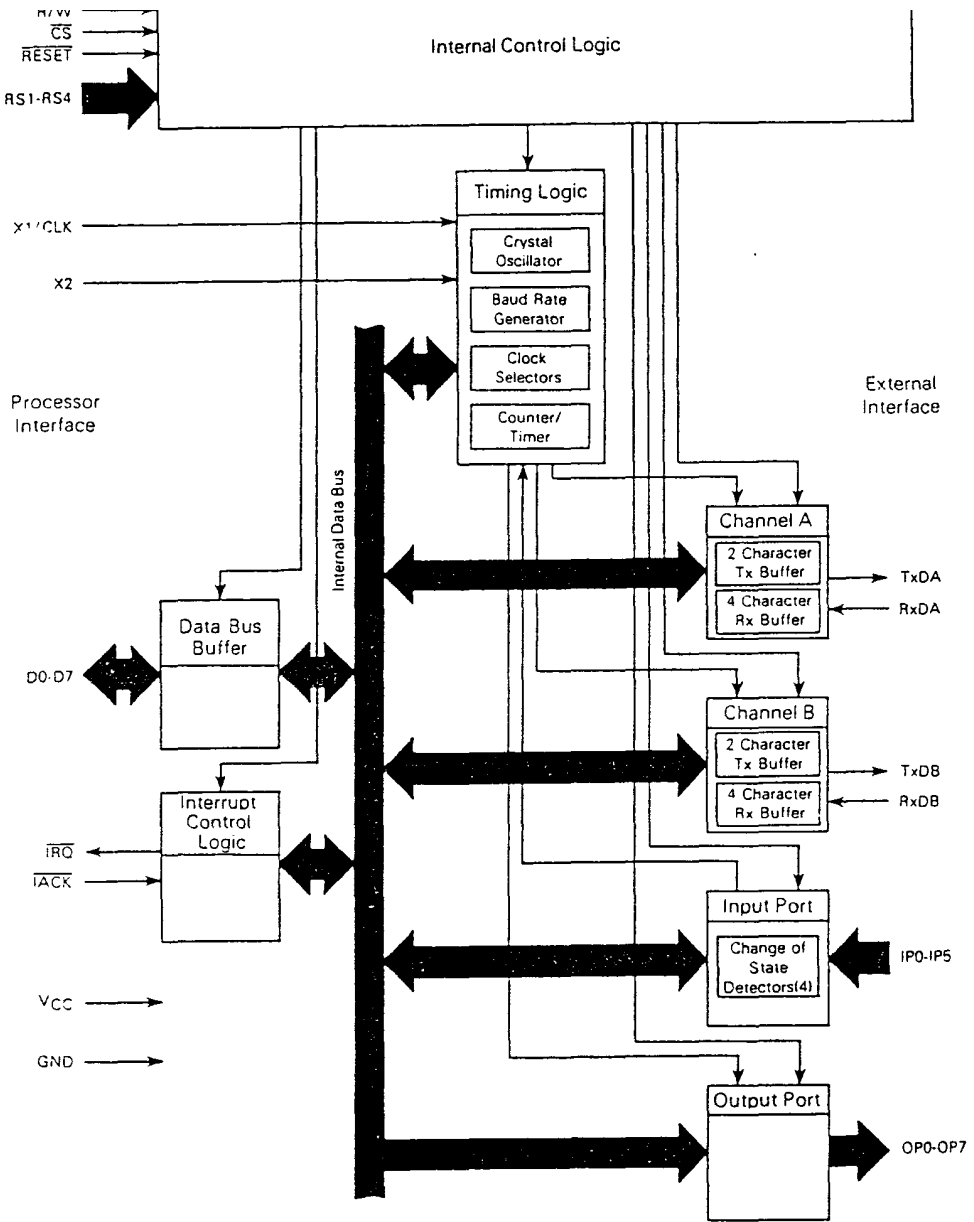 R/W
CS
RESET
RS1-RS4
Internal Control Logic
X1/CLK
X2
Timing Logic
Crystal
Oscillator
Baud Rate
Generator
Clock
Selectors
Counter/
Timer
Processor
Interface
External
Interface
Internal Data Bus
Channel A
2 Character
Tx Buffer
4 Character
Rx Buffer
TxDA
RxDA
Data Bus
Buffer
D0-D7
Channel B
2 Character
Tx Buffer
4 Character
Rx Buffer
TxDB
RxDB
Interrupt
Control
Logic
IRQ
IACK
Input Port
Change of
State
Detectors(4)
IP0-IP5
VCC
GND
Output Port
OP0-OP7